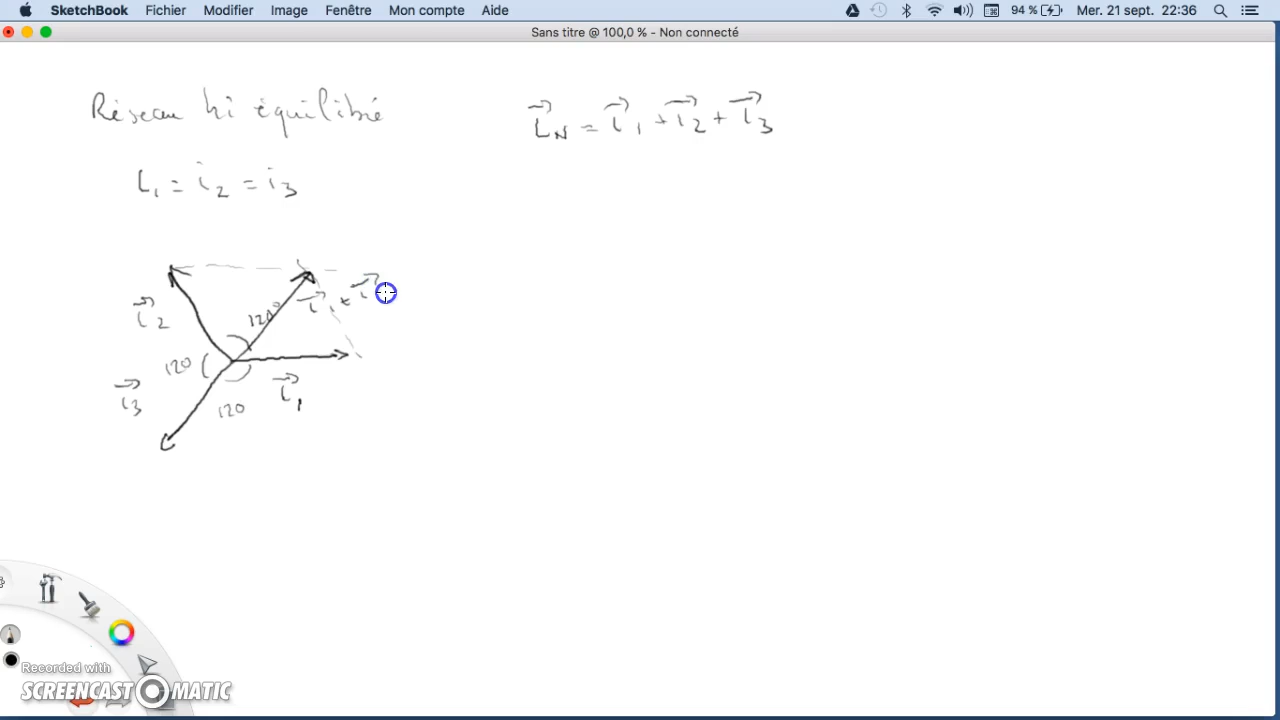 SketchBook Fichier Modifier Image Fenêtre Mon compte Aide 94 % Mer. 21 sept. 22:36
Sans titre @ 100,0 % - Non connecté
Réseau tri équilibré
i₁ = i₂ = i₃
i⃗N = i⃗₁ + i⃗₂ + i⃗₃
i⃗₂
120°
i⃗₁ + i⃗
120
i⃗₃
120
i⃗₁
Recorded with
SCREENCAST MATIC